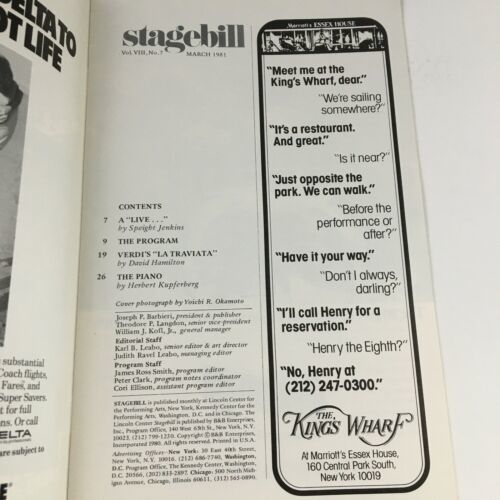 DELTA TO
OT LIFE
substantial
Coach flights,
Fares, and
Super Savers.
t for full
ons. Or call
DELTA
are subject to
stagebill
Vol. VIII, No. 7 MARCH 1981
CONTENTS
7 A "LIVE . . ."
by Speight Jenkins
9 THE PROGRAM
19 VERDI'S "LA TRAVIATA"
by David Hamilton
26 THE PIANO
by Herbert Kupferberg
Cover photograph by Yoichi R. Okamoto
Joseph P. Barbieri, president & publisher
Theodore P. Langdon, senior vice-president
William J. Kofi, Jr., general manager
Editorial Staff
Karl B. Leabo, senior editor & art director
Judith Ravel Leabo, managing editor
Program Staff
James Ross Smith, program editor
Peter Clark, program notes coordinator
Cori Ellison, assistant program editor
STAGEBILL is published monthly at Lincoln Center for
the Performing Arts, New York, Kennedy Center for the
Performing Arts, Washington, D.C. and in Chicago. The
Lincoln Center Stagebill is published by B&B Enterprises,
Inc., Program Office, 140 West 65th St., New York, N.Y.
10023, (212) 799-1210. Copyright © B&B Enterprises,
Incorporated 1980. All rights reserved. Printed in U.S.A.
Advertising Offices—New York: 30 East 40th Street,
New York, N.Y. (212) 686-7740, Washington,
D.C. Program Office, The Kennedy Center, Washington,
D.C. (202) 833-2897. Chicago: 500 North Mich-
igan Avenue, Chicago, Illinois 60611, (312) 565-0890.
Marriott's ESSEX HOUSE
"Meet me at the
King's Wharf, dear."
"We're sailing
somewhere?"
"It's a restaurant.
And great."
"Is it near?"
"Just opposite the
park. We can walk."
"Before the
performance or
after?"
"Have it your way."
"Don't I always,
darling?"
"I'll call Henry for a
reservation."
"Henry the Eighth?"
"No, Henry at
(212) 247-0300."
THE
KING'S WHARF
At Marriott's Essex House,
160 Central Park South,
New York 10019